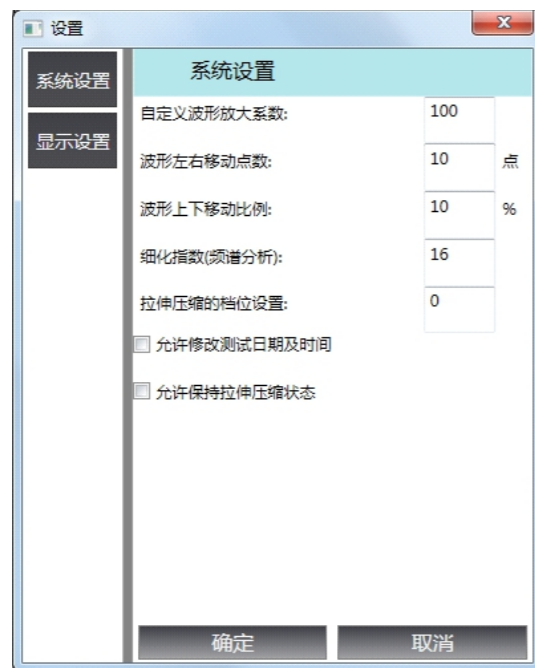 设置
系统设置
显示设置
系统设置
自定义波形放大系数: 100
波形左右移动点数: 10 点
波形上下移动比例: 10 %
细化指数(频谱分析): 16
拉伸压缩的档位设置: 0
允许修改测试日期及时间
允许保持拉伸压缩状态
确定 取消